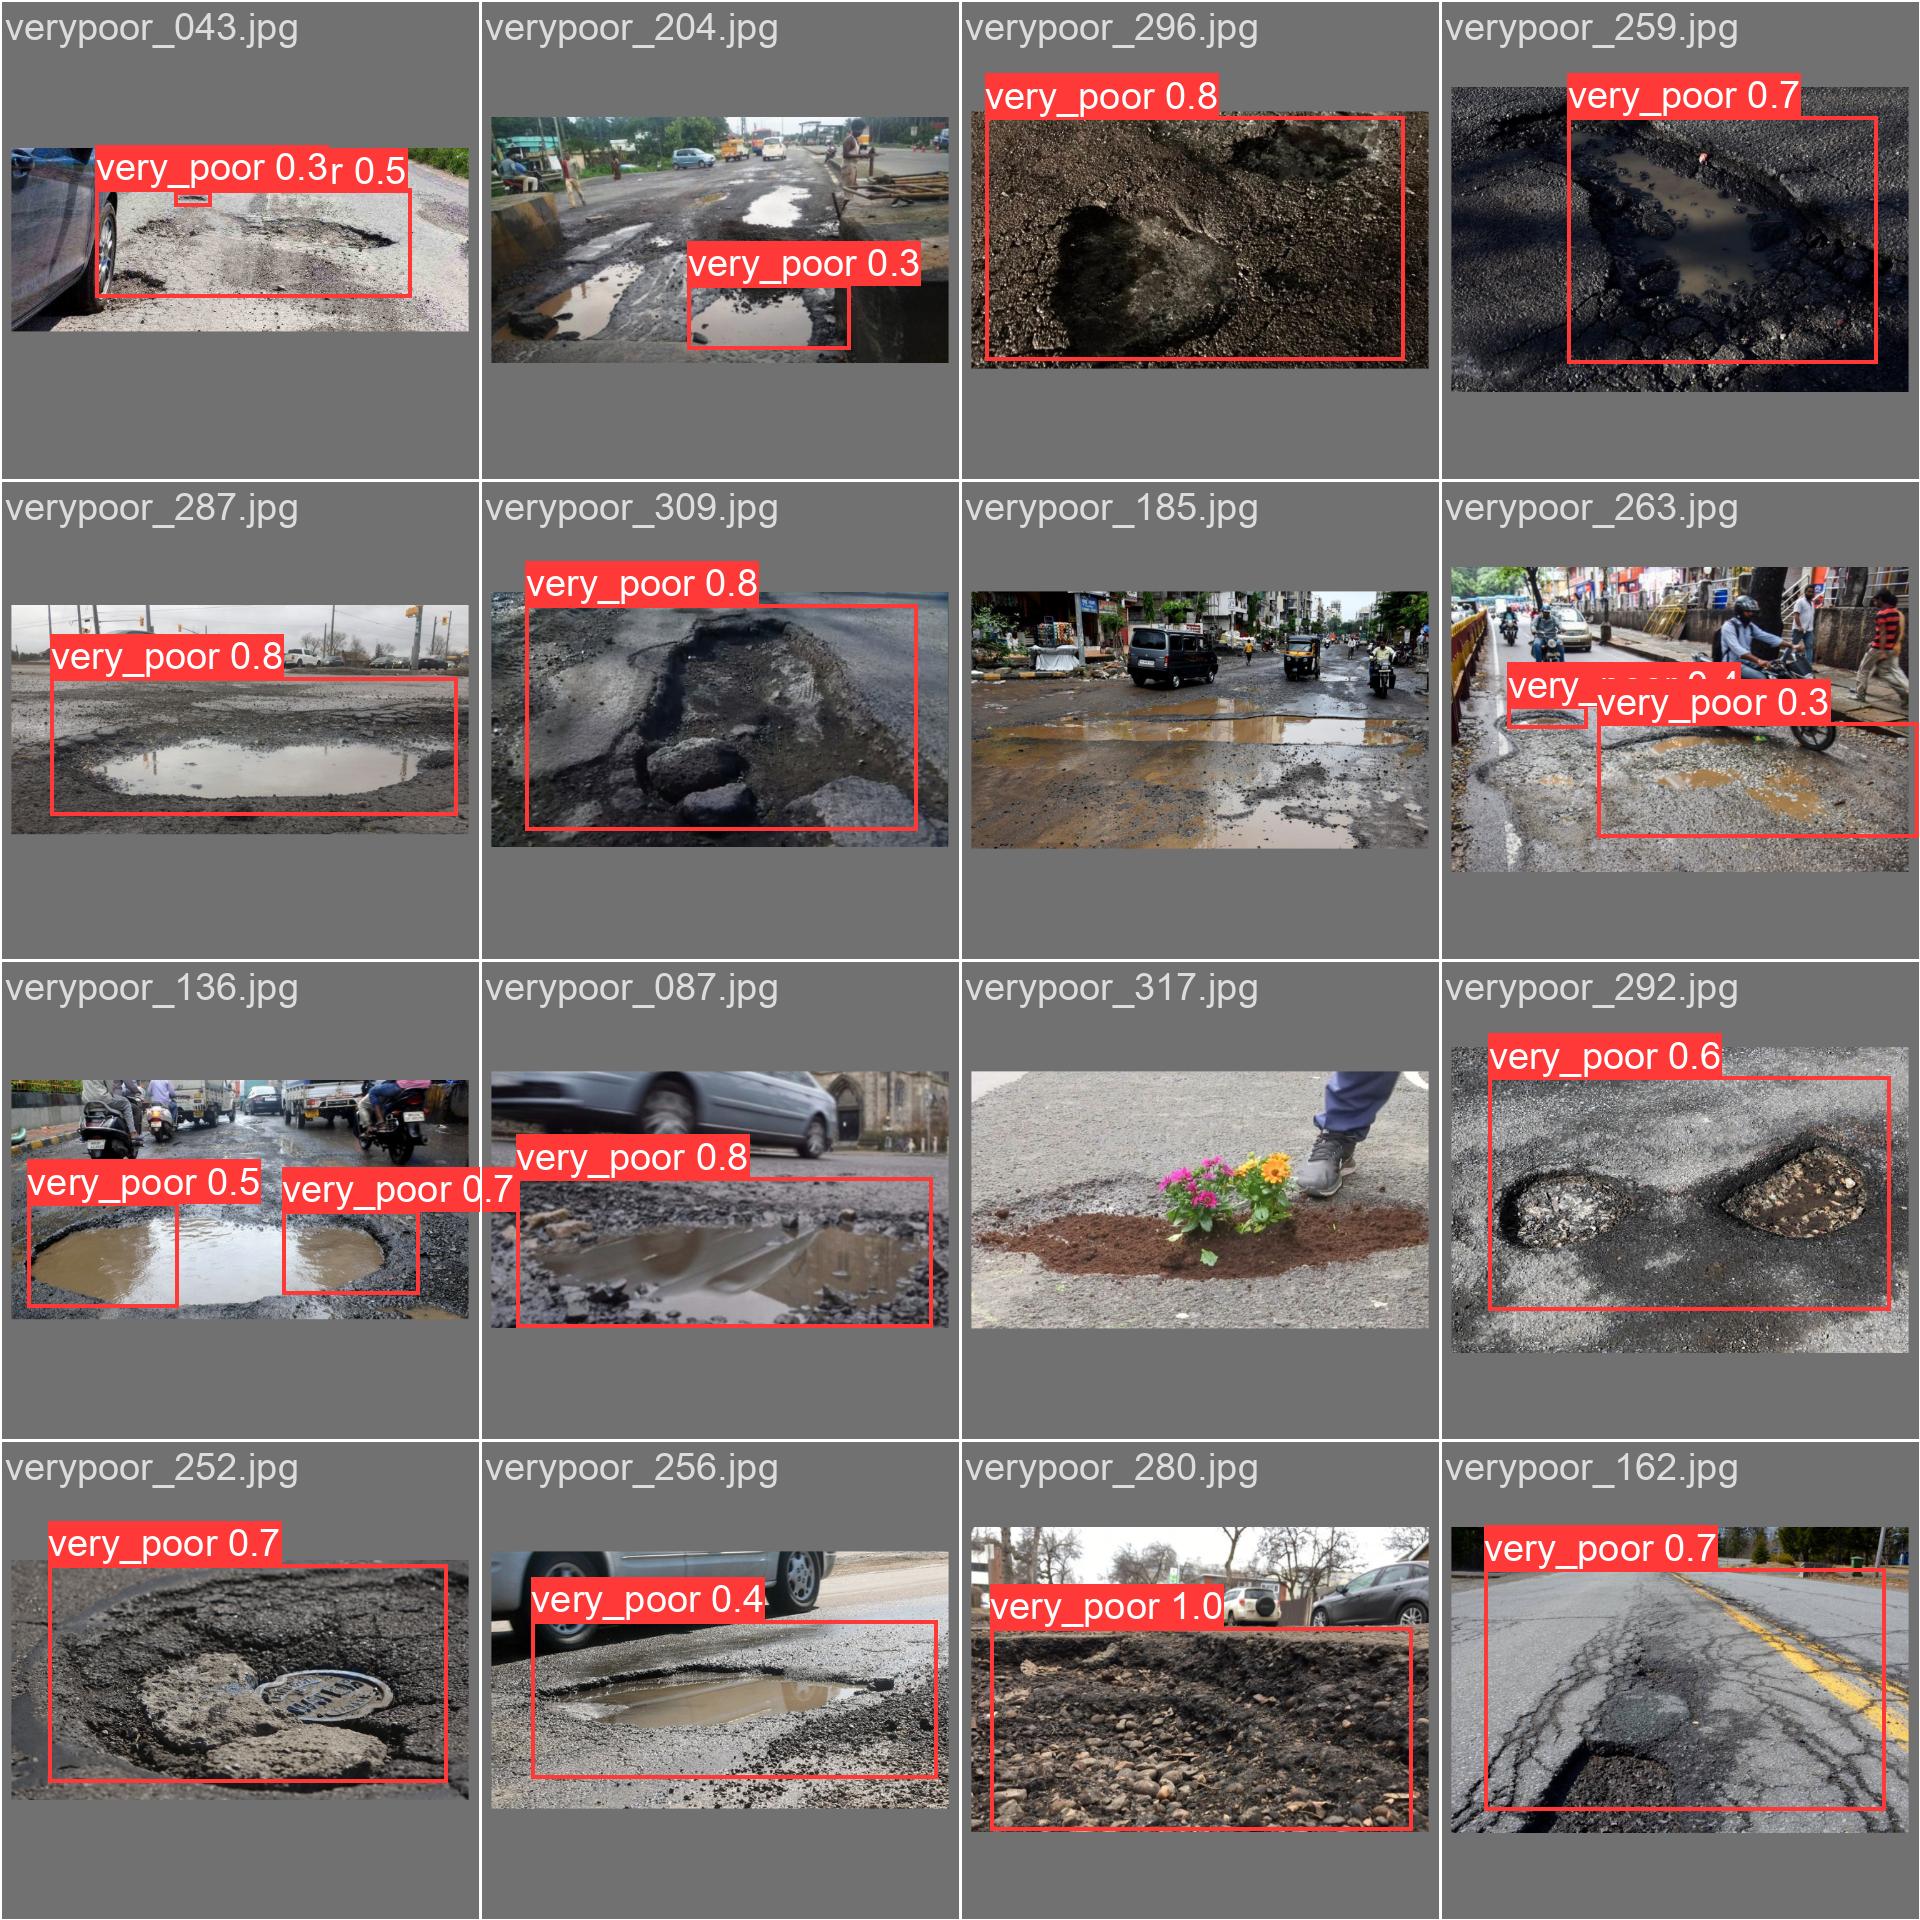 verypoor_043.jpg
very_poor 0.3r 0.5
verypoor_204.jpg
very_poor 0.3
verypoor_296.jpg
very_poor 0.8
verypoor_259.jpg
very_poor 0.7
verypoor_287.jpg
very_poor 0.8
verypoor_309.jpg
very_poor 0.8
verypoor_185.jpg
verypoor_263.jpg
very_
very_poor 0.3
verypoor_136.jpg
very_poor 0.5
very_poor 0.7
verypoor_087.jpg
very_poor 0.8
verypoor_317.jpg
verypoor_292.jpg
very_poor 0.6
verypoor_252.jpg
very_poor 0.7
verypoor_256.jpg
very_poor 0.4
verypoor_280.jpg
very_poor 1.0
verypoor_162.jpg
very_poor 0.7